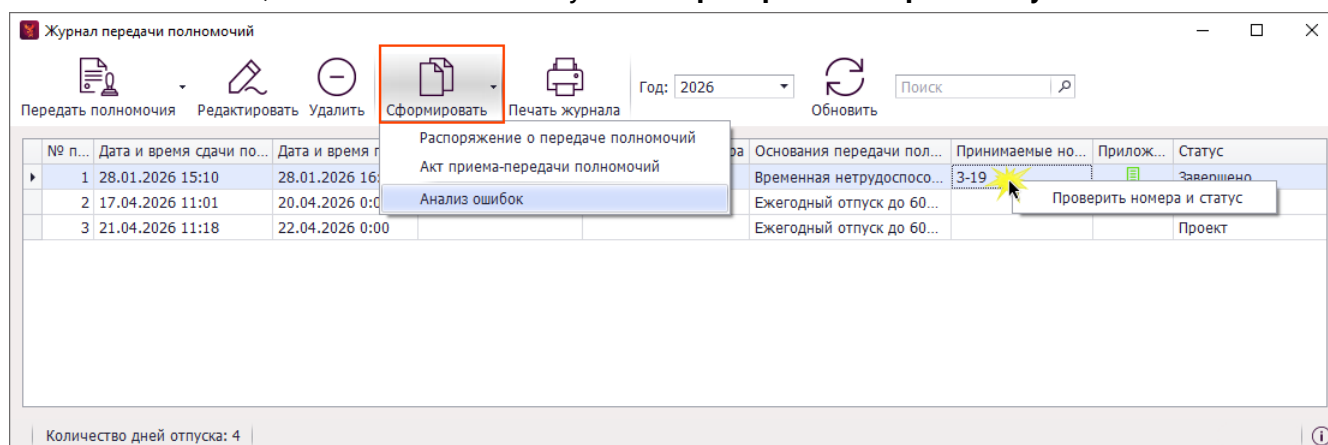 Журнал передачи полномочий
Передать полномочия Редактировать Удалить Сформировать Печать журнала Год: 2026 Обновить Поиск
Распоряжение о передаче полномочий
Акт приема-передачи полномочий
Анализ ошибок
№ п... Дата и время сдачи по... Дата и время п ра Основания передачи пол... Принимаемые но... Прилож... Статус
1 28.01.2026 15:10 28.01.2026 16: Временная нетрудоспосо... 3-19 Завершено
Проверить номера и статус
2 17.04.2026 11:01 20.04.2026 0:0 Ежегодный отпуск до 60...
3 21.04.2026 11:18 22.04.2026 0:00 Ежегодный отпуск до 60... Проект
Количество дней отпуска: 4